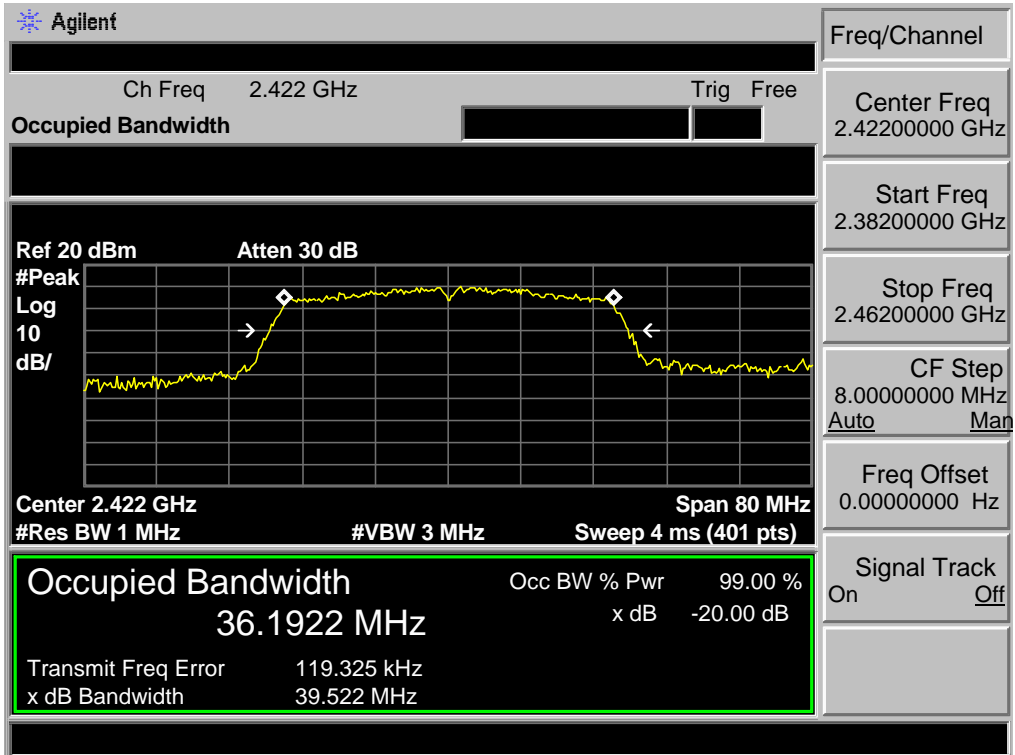 Agilent
Freq/Channel
Ch Freq 2.422 GHz Trig Free
Occupied Bandwidth
Center Freq
2.42200000 GHz
Start Freq
2.38200000 GHz
Stop Freq
2.46200000 GHz
CF Step
8.00000000 MHz
Auto Man
Freq Offset
0.00000000 Hz
Signal Track
On Off
Ref 20 dBm Atten 30 dB
#Peak
Log
10
dB/
Center 2.422 GHz Span 80 MHz
#Res BW 1 MHz #VBW 3 MHz Sweep 4 ms (401 pts)
Occupied Bandwidth Occ BW % Pwr 99.00 %
36.1922 MHz x dB -20.00 dB
Transmit Freq Error 119.325 kHz
x dB Bandwidth 39.522 MHz